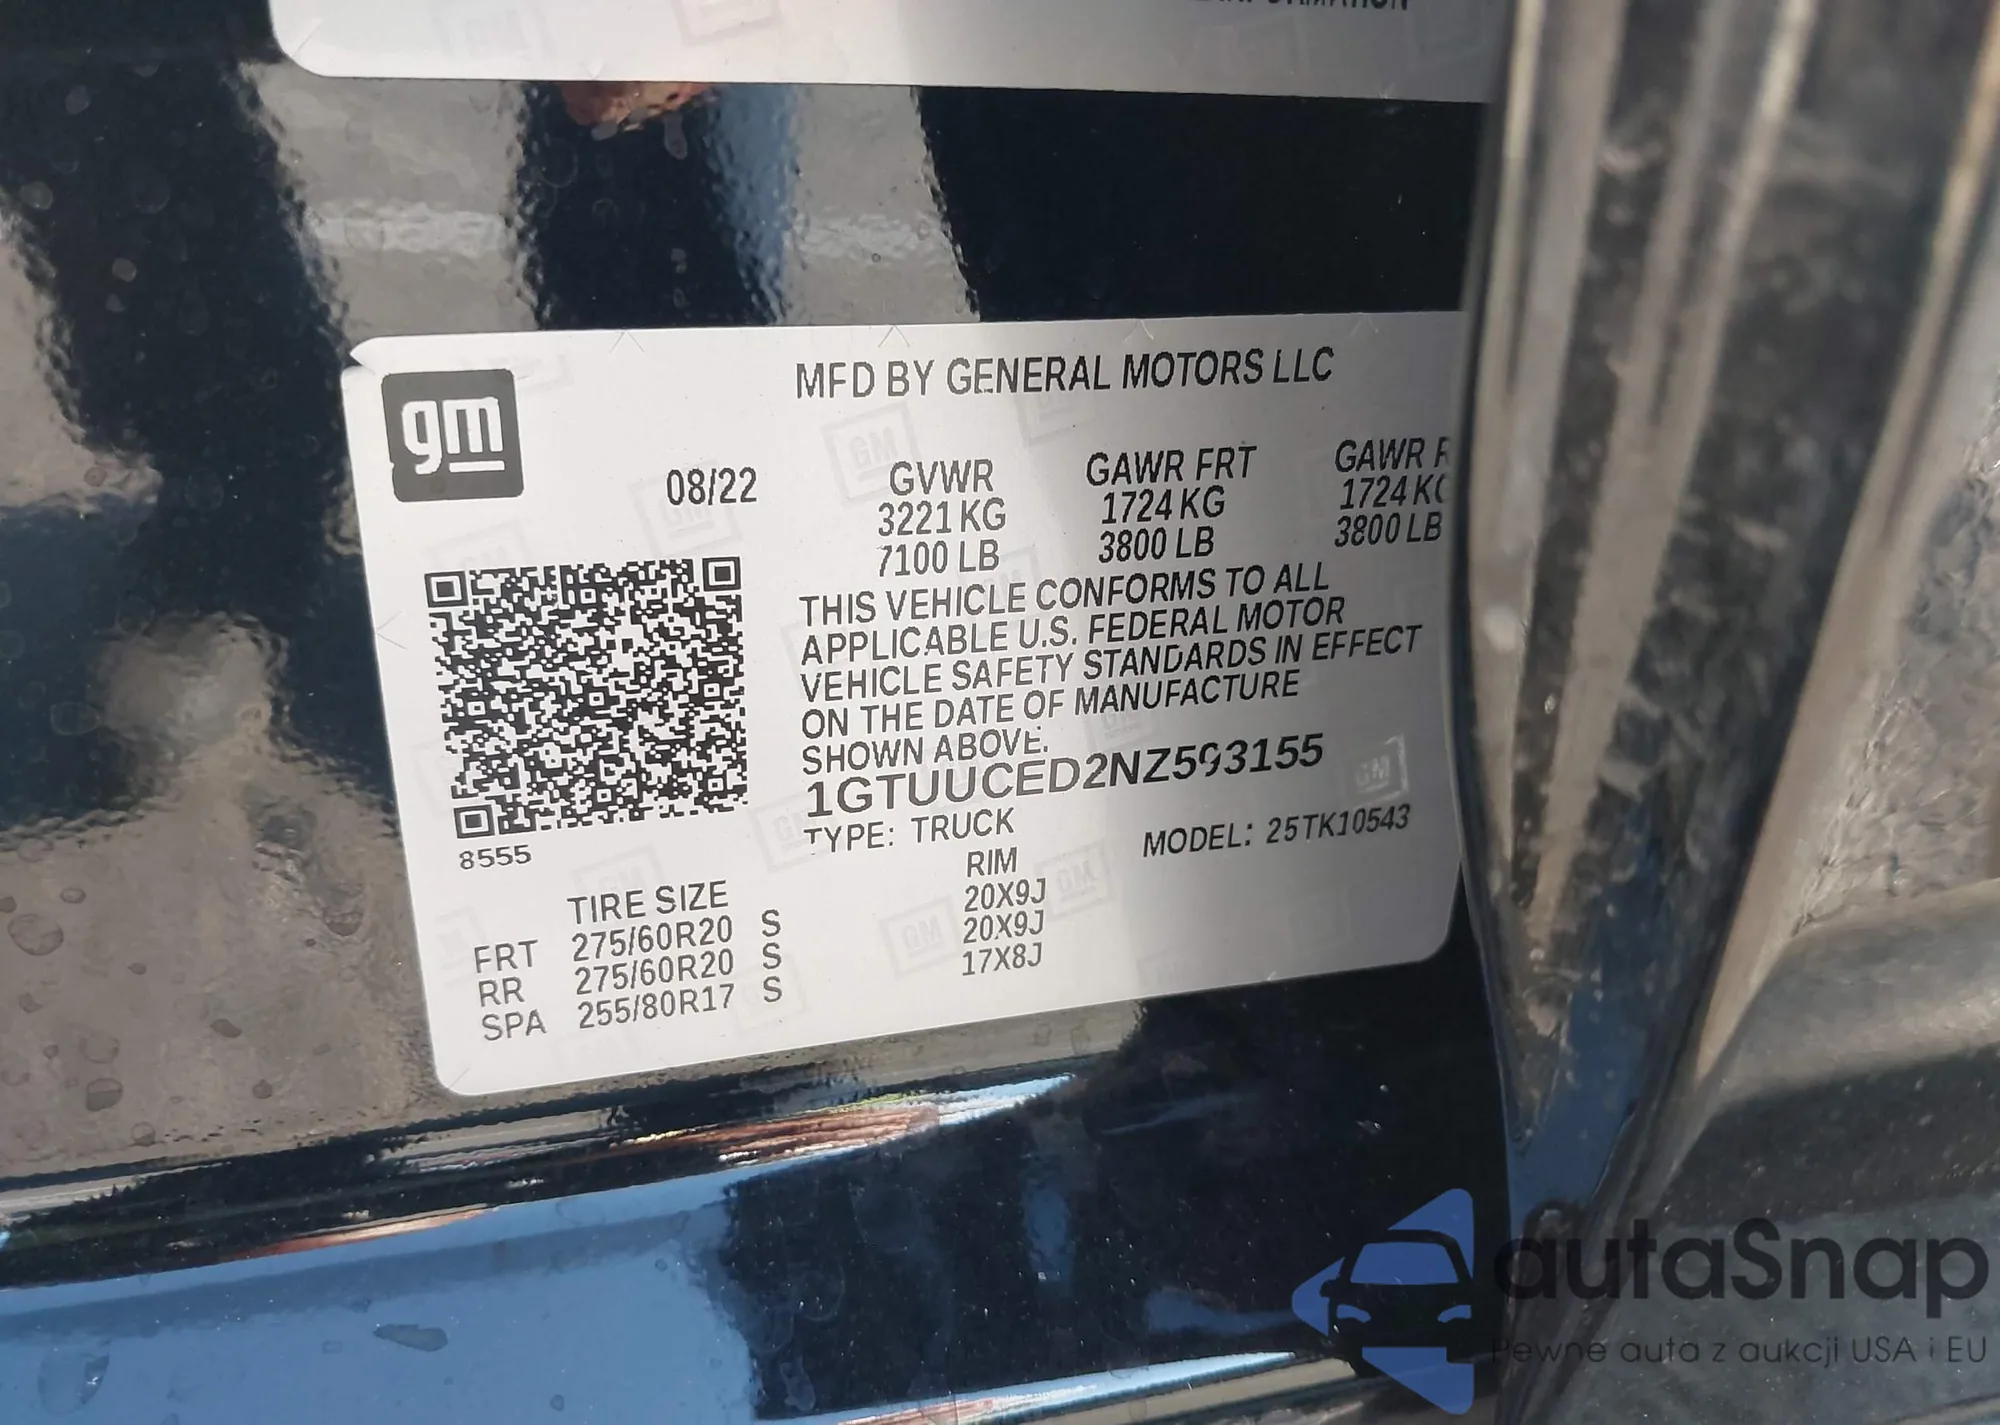 INFORMATION
gm
MFD BY GENERAL MOTORS LLC
08/22
GVWR GAWR FRT GAWR R
3221 KG 1724 KG 1724 K
7100 LB 3800 LB 3800 LB
THIS VEHICLE CONFORMS TO ALL
APPLICABLE U.S. FEDERAL MOTOR
VEHICLE SAFETY STANDARDS IN EFFECT
ON THE DATE OF MANUFACTURE
SHOWN ABOVE.
1GTUUCED2NZ593155
TYPE: TRUCK MODEL: 25TK10543
8555
TIRE SIZE RIM
FRT 275/60R20 S 20X9J
RR 275/60R20 S 20X9J
SPA 255/80R17 S 17X8J
autaSnap
Pewne auta z aukcji USA i EU